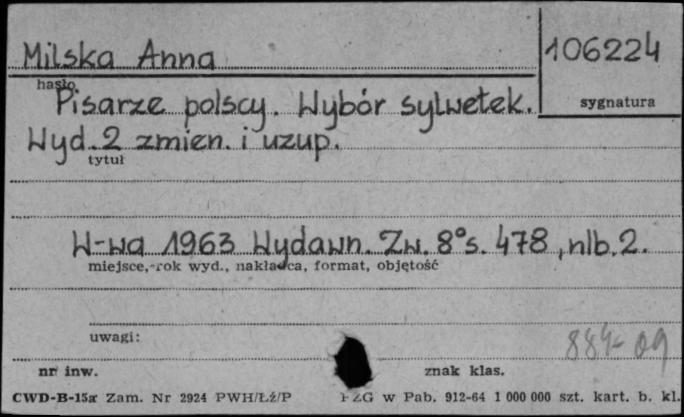 Milska Anna
106224
hasło
sygnatura
Pisarze polscy. Wybór sylwetek.
Wyd. 2 zmien. i uzup.
tytuł
W-wa 1963 Wydawn. Zw. 8° s. 478, nlb. 2.
miejsce, rok wyd., nakładca, format, objętość
uwagi:
884-09
nr inw.
znak klas.
CWD-B-15a Zam. Nr 2924 PWH/Łź/P
PZG w Pab. 912-64 1 000 000 szt. kart. b. kl.